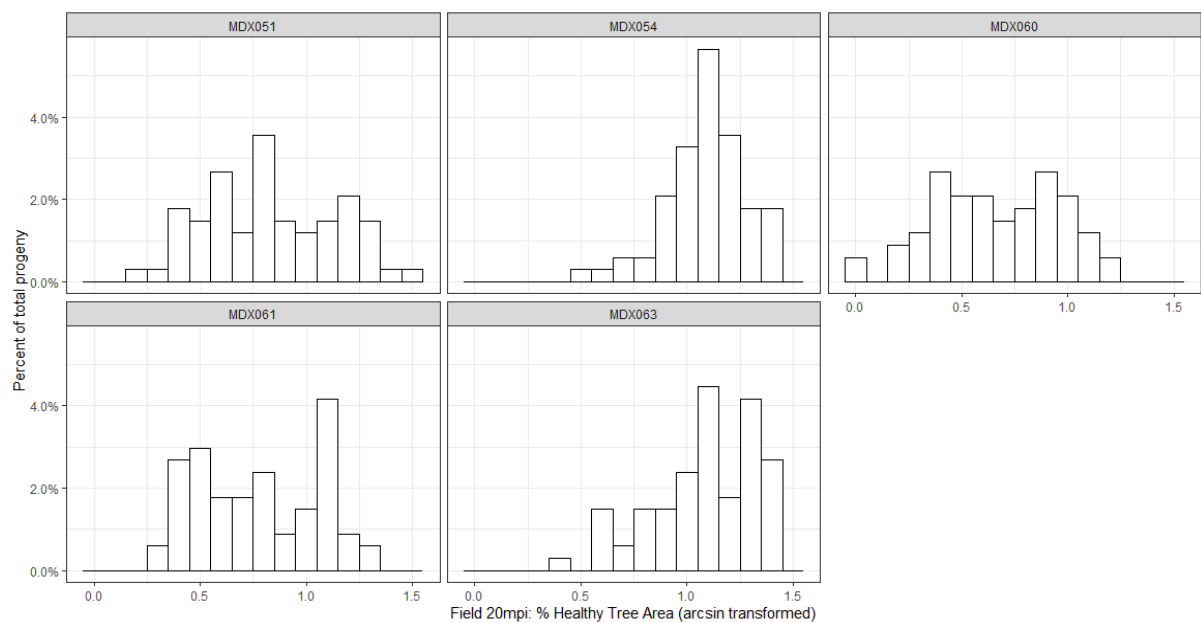 MDX051
MDX054
MDX060
4.0%
2.0%
0.0%
0.0 0.5 1.0 1.5
MDX061
MDX063
4.0%
2.0%
0.0%
0.0 0.5 1.0 1.5
0.0 0.5 1.0 1.5
Percent of total progeny
Field 20mpi: % Healthy Tree Area (arcsin transformed)